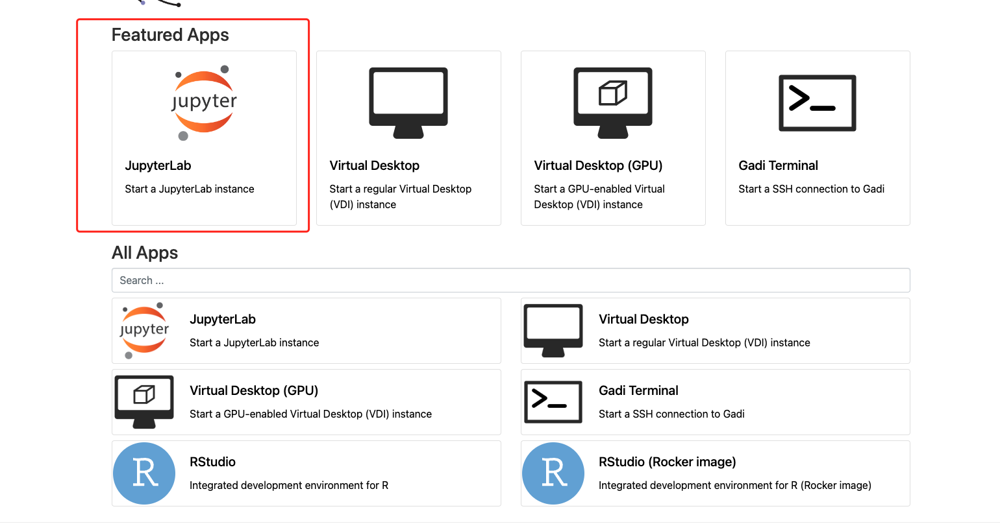 Featured Apps
jupyter
JupyterLab
Start a JupyterLab instance
Virtual Desktop
Start a regular Virtual Desktop
(VDI) instance
Virtual Desktop (GPU)
Start a GPU-enabled Virtual
Desktop (VDI) instance
>_
Gadi Terminal
Start a SSH connection to Gadi
All Apps
Search ...
jupyter
JupyterLab
Start a JupyterLab instance
Virtual Desktop
Start a regular Virtual Desktop (VDI) instance
Virtual Desktop (GPU)
Start a GPU-enabled Virtual Desktop (VDI) instance
>_
Gadi Terminal
Start a SSH connection to Gadi
R
RStudio
Integrated development environment for R
R
RStudio (Rocker image)
Integrated development environment for R (Rocker image)